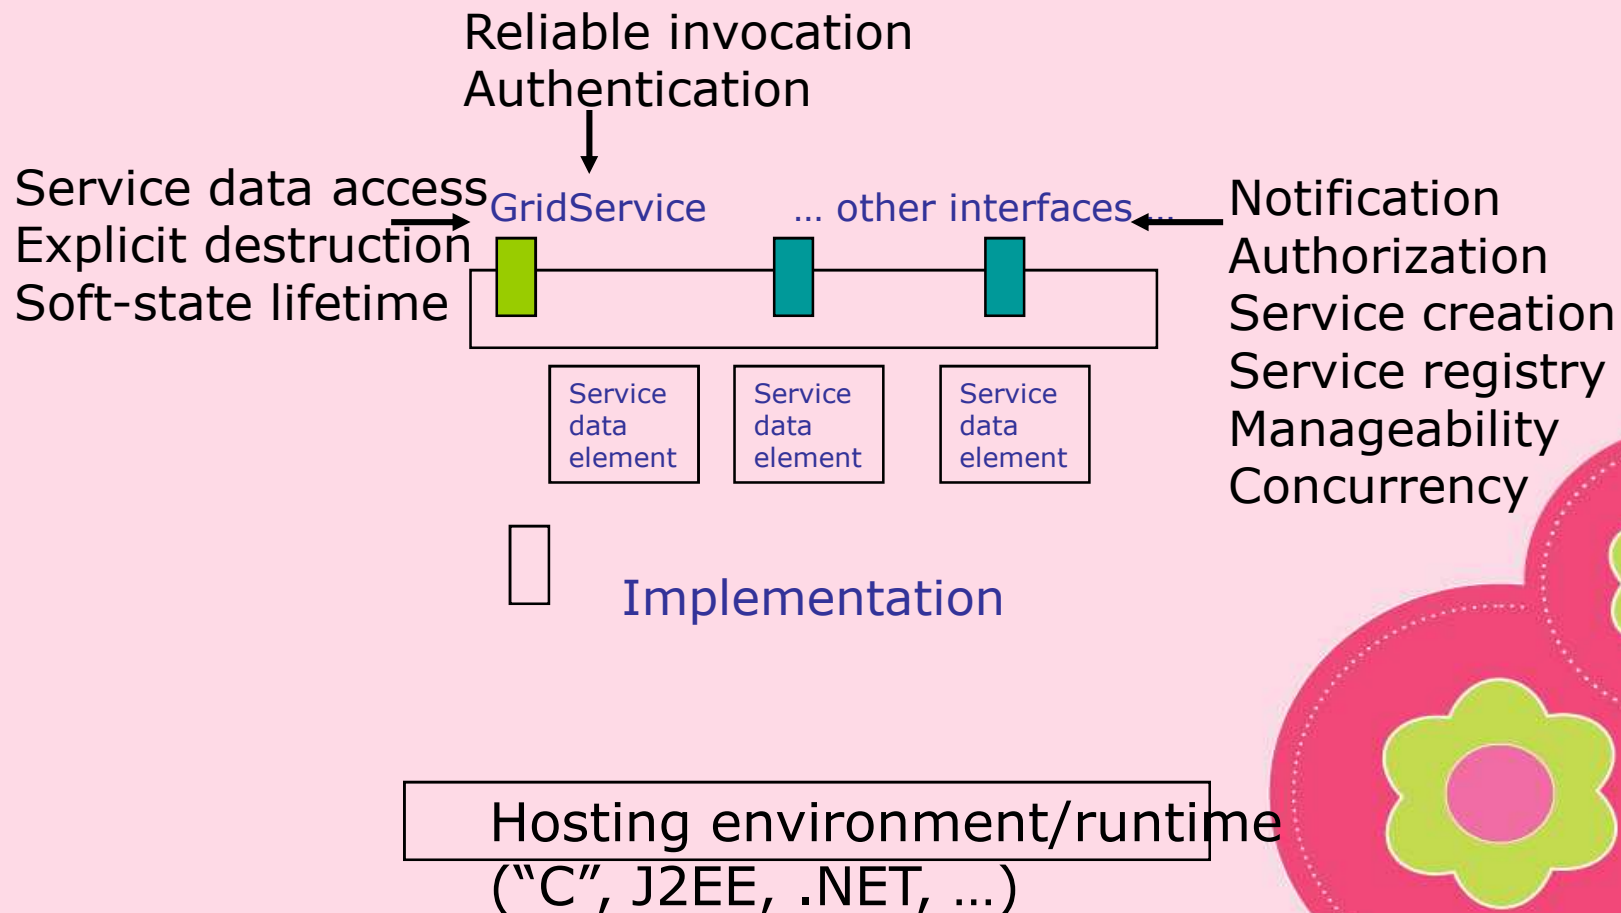 Reliable invocation
Authentication
Service data access
Explicit destruction
Soft-state lifetime
GridService
… other interfaces …
Notification
Authorization
Service creation
Service registry
Manageability
Concurrency
Service
data
element
Service
data
element
Service
data
element
Implementation
Hosting environment/runtime
(“C”, J2EE, .NET, …)